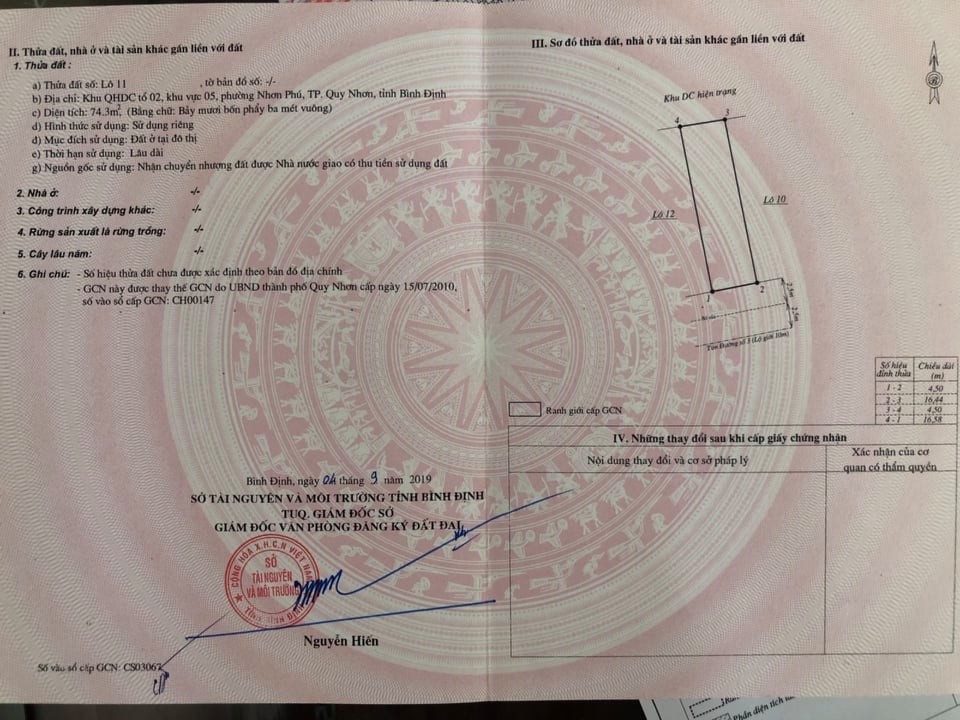 II. Thửa đất, nhà ở và tài sản khác gắn liền với đất
1. Thửa đất :
a) Thửa đất số: Lô 11 , tờ bản đồ số: -/-
b) Địa chỉ: Khu QHDC tổ 02, khu vực 05, phường Nhơn Phú, TP. Quy Nhơn, tỉnh Bình Định
c) Diện tích: 74.3m², (Bằng chữ: Bảy mươi bốn phẩy ba mét vuông)
d) Hình thức sử dụng: Sử dụng riêng
đ) Mục đích sử dụng: Đất ở tại đô thị
e) Thời hạn sử dụng: Lâu dài
g) Nguồn gốc sử dụng: Nhận chuyển nhượng đất được Nhà nước giao có thu tiền sử dụng đất
2. Nhà ở: -/-
3. Công trình xây dựng khác: -/-
4. Rừng sản xuất là rừng trồng: -/-
5. Cây lâu năm: -/-
6. Ghi chú: - Số hiệu thửa đất chưa được xác định theo bản đồ địa chính
- GCN này được thay thế GCN do UBND thành phố Quy Nhơn cấp ngày 15/07/2010,
số vào sổ cấp GCN: CH00147
Bình Định, ngày 04 tháng 9 năm 2019
SỞ TÀI NGUYÊN VÀ MÔI TRƯỜNG TỈNH BÌNH ĐỊNH
TUQ. GIÁM ĐỐC SỞ
GIÁM ĐỐC VĂN PHÒNG ĐĂNG KÝ ĐẤT ĐAI
CỘNG HÒA X.H.C.N VIỆT NAM
SỞ
TÀI NGUYÊN
VÀ MÔI TRƯỜNG
TỈNH BÌNH ĐỊNH
Nguyễn Hiến
Số vào sổ cấp GCN: CS03067
III. Sơ đồ thửa đất, nhà ở và tài sản khác gắn liền với đất
B
Khu DC hiện trạng
4
3
Lô 12
Lô 10
1
2
2.5m
2.5m
Tim Đường số 3 (Lộ giới 10m)
Số hiệu đỉnh thửa Chiều dài (m)
1 - 2 4,50
2 - 3 16,44
3 - 4 4,50
4 - 1 16,58
Ranh giới cấp GCN
IV. Những thay đổi sau khi cấp giấy chứng nhận
Nội dung thay đổi và cơ sở pháp lý
Xác nhận của cơ
quan có thẩm quyền
Phần diện tích